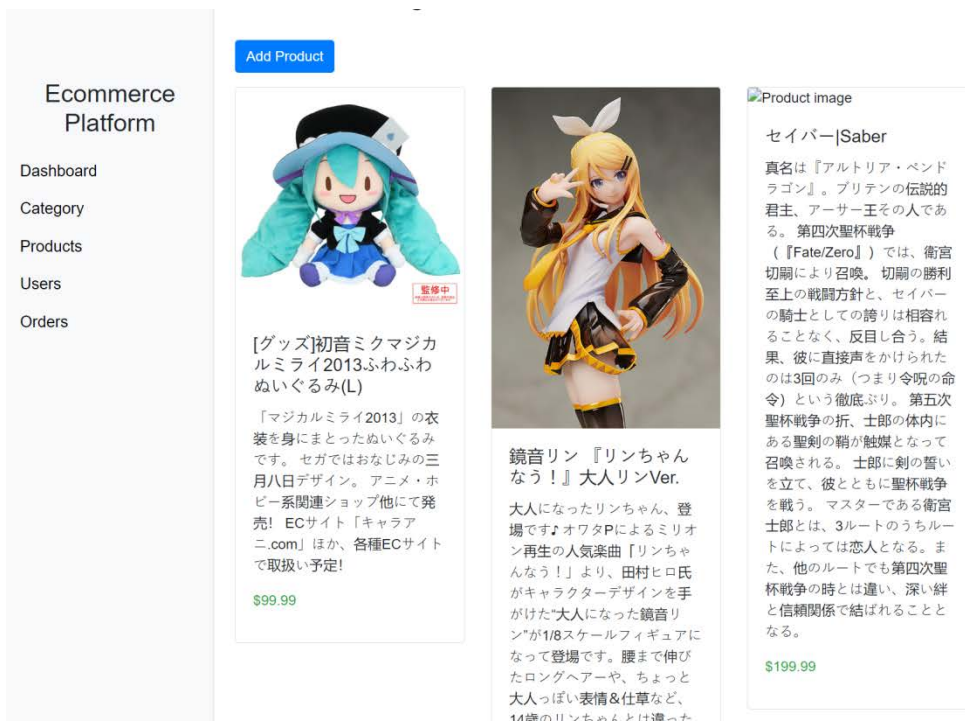 Add Product
Ecommerce
Platform
Dashboard
Category
Products
Users
Orders
監修中
[グッズ]初音ミクマジカ
ルミライ2013ふわふわ
ぬいぐるみ(L)
「マジカルミライ2013」の衣
装を身にまとったぬいぐるみ
です。 セガではおなじみの三
月八日デザイン。 アニメ・ホ
ビー系関連ショップ他にて発
売! ECサイト「キャラア
ニ.com」ほか、各種ECサイト
で取扱い予定!
$99.99
鏡音リン 『リンちゃん
なう！』大人リンVer.
大人になったリンちゃん、登
場です♪ オワタPによるミリオ
ン再生の人気楽曲『リンちゃ
んなう！」より、田村ヒロ氏
がキャラクターデザインを手
がけた“大人になった鏡音リ
ン”が1/8スケールフィギュアに
なって登場です。腰まで伸び
たロングヘアーや、ちょっと
大人っぽい表情＆仕草など、
14歳のリンちゃんとは違った
Product image
セイバー|Saber
真名は『アルトリア・ペンド
ラゴン』。ブリテンの伝説的
君主、アーサー王その人であ
る。 第四次聖杯戦争
（『Fate/Zero』）では、衛宮
切嗣により召喚。 切嗣の勝利
至上の戦闘方針と、セイバー
の騎士としての誇りは相容れ
ることなく、反目し合う。結
果、彼に直接声をかけられた
のは3回のみ（つまり令呪の命
令）という徹底ぶり。 第五次
聖杯戦争の折、士郎の体内に
ある聖剣の鞘が触媒となって
召喚される。 士郎に剣の誓い
を立て、彼とともに聖杯戦争
を戦う。 マスターである衛宮
士郎とは、3ルートのうちルー
トによっては恋人となる。ま
た、他のルートでも第四次聖
杯戦争の時とは違い、深い絆
と信頼関係で結ばれることと
なる。
$199.99